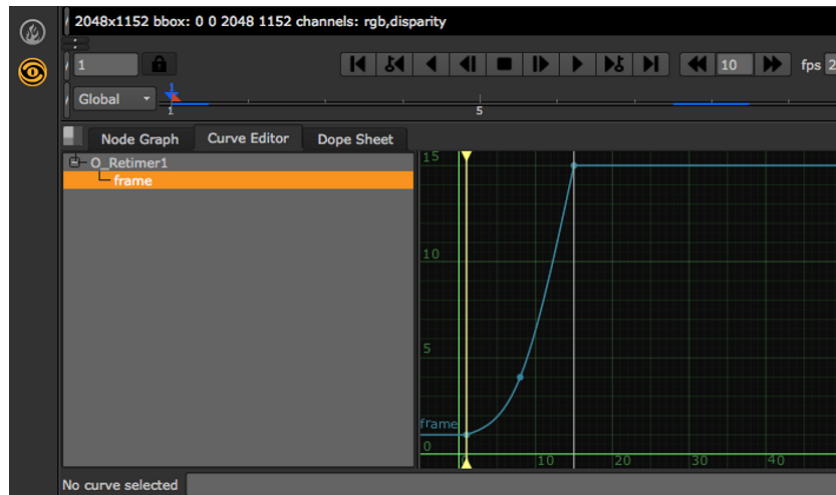 2048x1152 bbox: 0 0 2048 1152 channels: rgb,disparity
1 10 fps 2
Global 1 5
Node Graph Curve Editor Dope Sheet
O_Retimer1
frame
15
10
5
frame
0 10 20 30 40
No curve selected